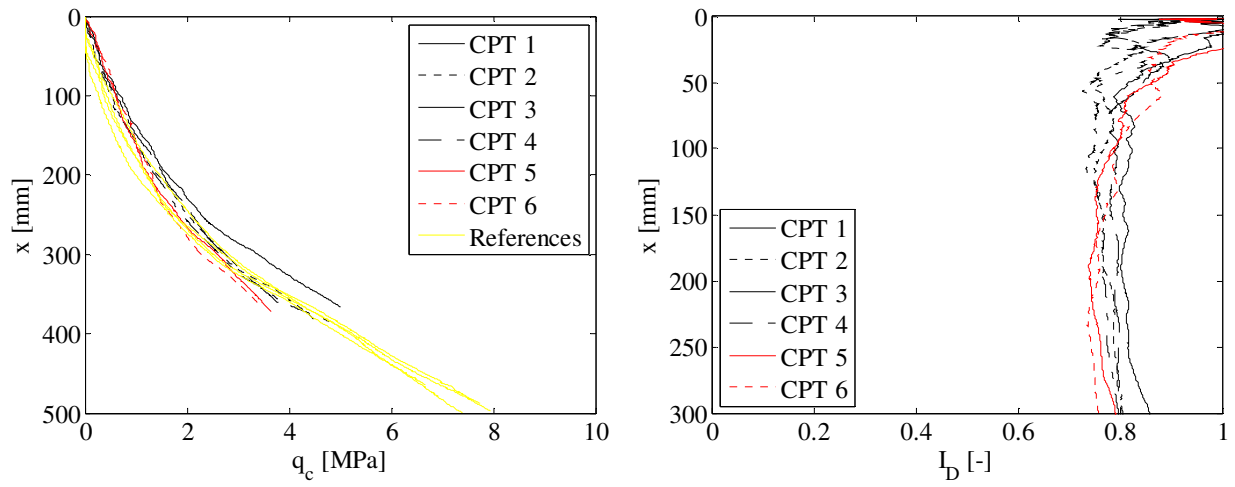 0
100
200
300
400
500
x [mm]
0
2
4
6
8
10
q_c [MPa]
CPT 1
CPT 2
CPT 3
CPT 4
CPT 5
CPT 6
References
0
50
100
150
200
250
300
x [mm]
0
0.2
0.4
0.6
0.8
1
I_D [-]
CPT 1
CPT 2
CPT 3
CPT 4
CPT 5
CPT 6